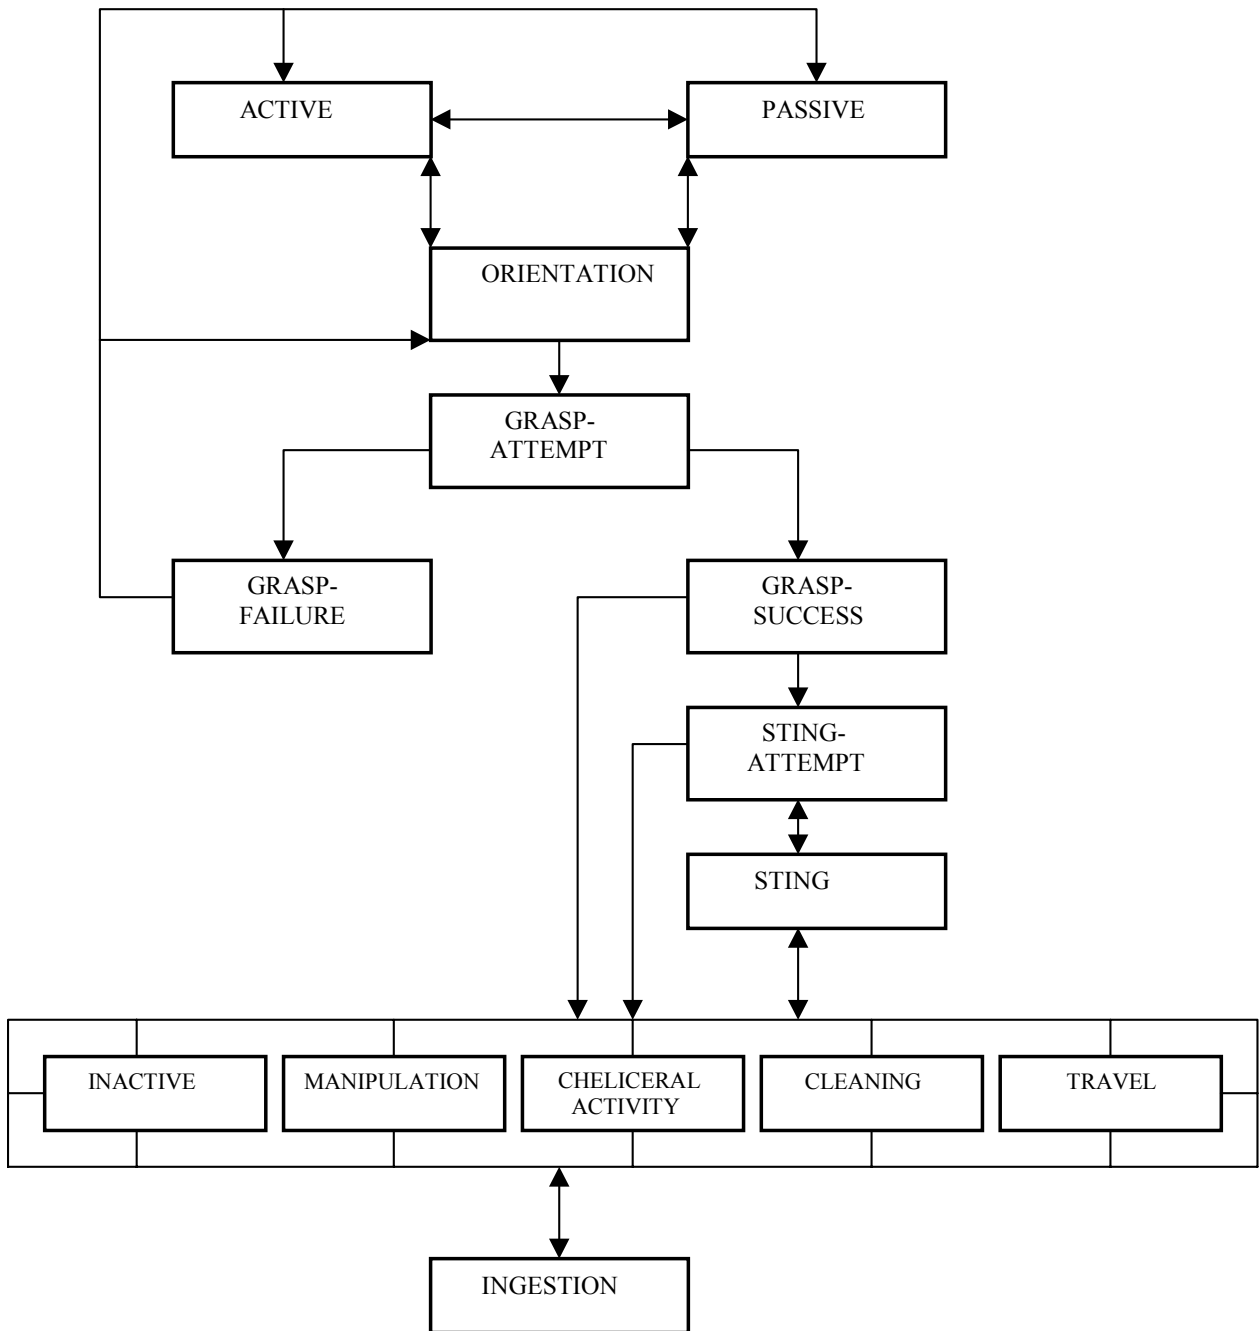 ACTIVE
PASSIVE
ORIENTATION
GRASP-
ATTEMPT
GRASP-
FAILURE
GRASP-
SUCCESS
STING-
ATTEMPT
STING
INACTIVE
MANIPULATION
CHELICERAL
ACTIVITY
CLEANING
TRAVEL
INGESTION